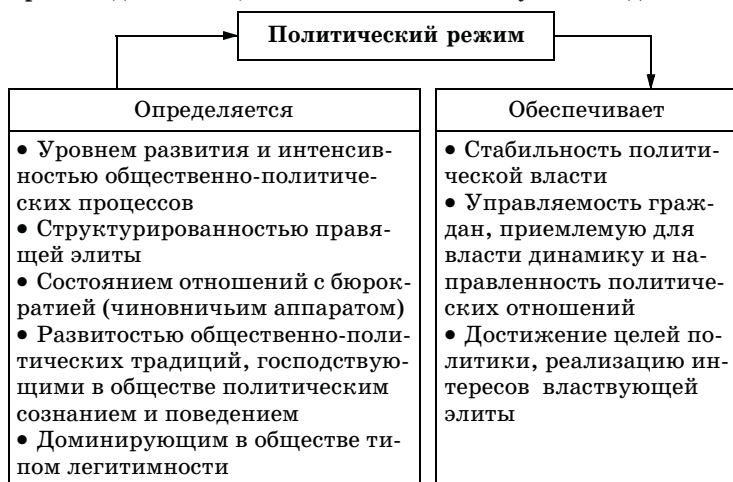 Политический режим
Определяется
• Уровнем развития и интенсив-
ностью общественно-политиче-
ских процессов
• Структурированностью правя-
щей элиты
• Состоянием отношений с бюрок-
ратией (чиновничьим аппаратом)
• Развитостью общественно-поли-
тических традиций, господствую-
щими в обществе политическим
сознанием и поведением
• Доминирующим в обществе ти-
пом легитимности
Обеспечивает
• Стабильность полити-
ческой власти
• Управляемость граж-
дан, приемлемую для
власти динамику и на-
правленность политиче-
ских отношений
• Достижение целей по-
литики, реализацию ин-
тересов властвующей
элиты